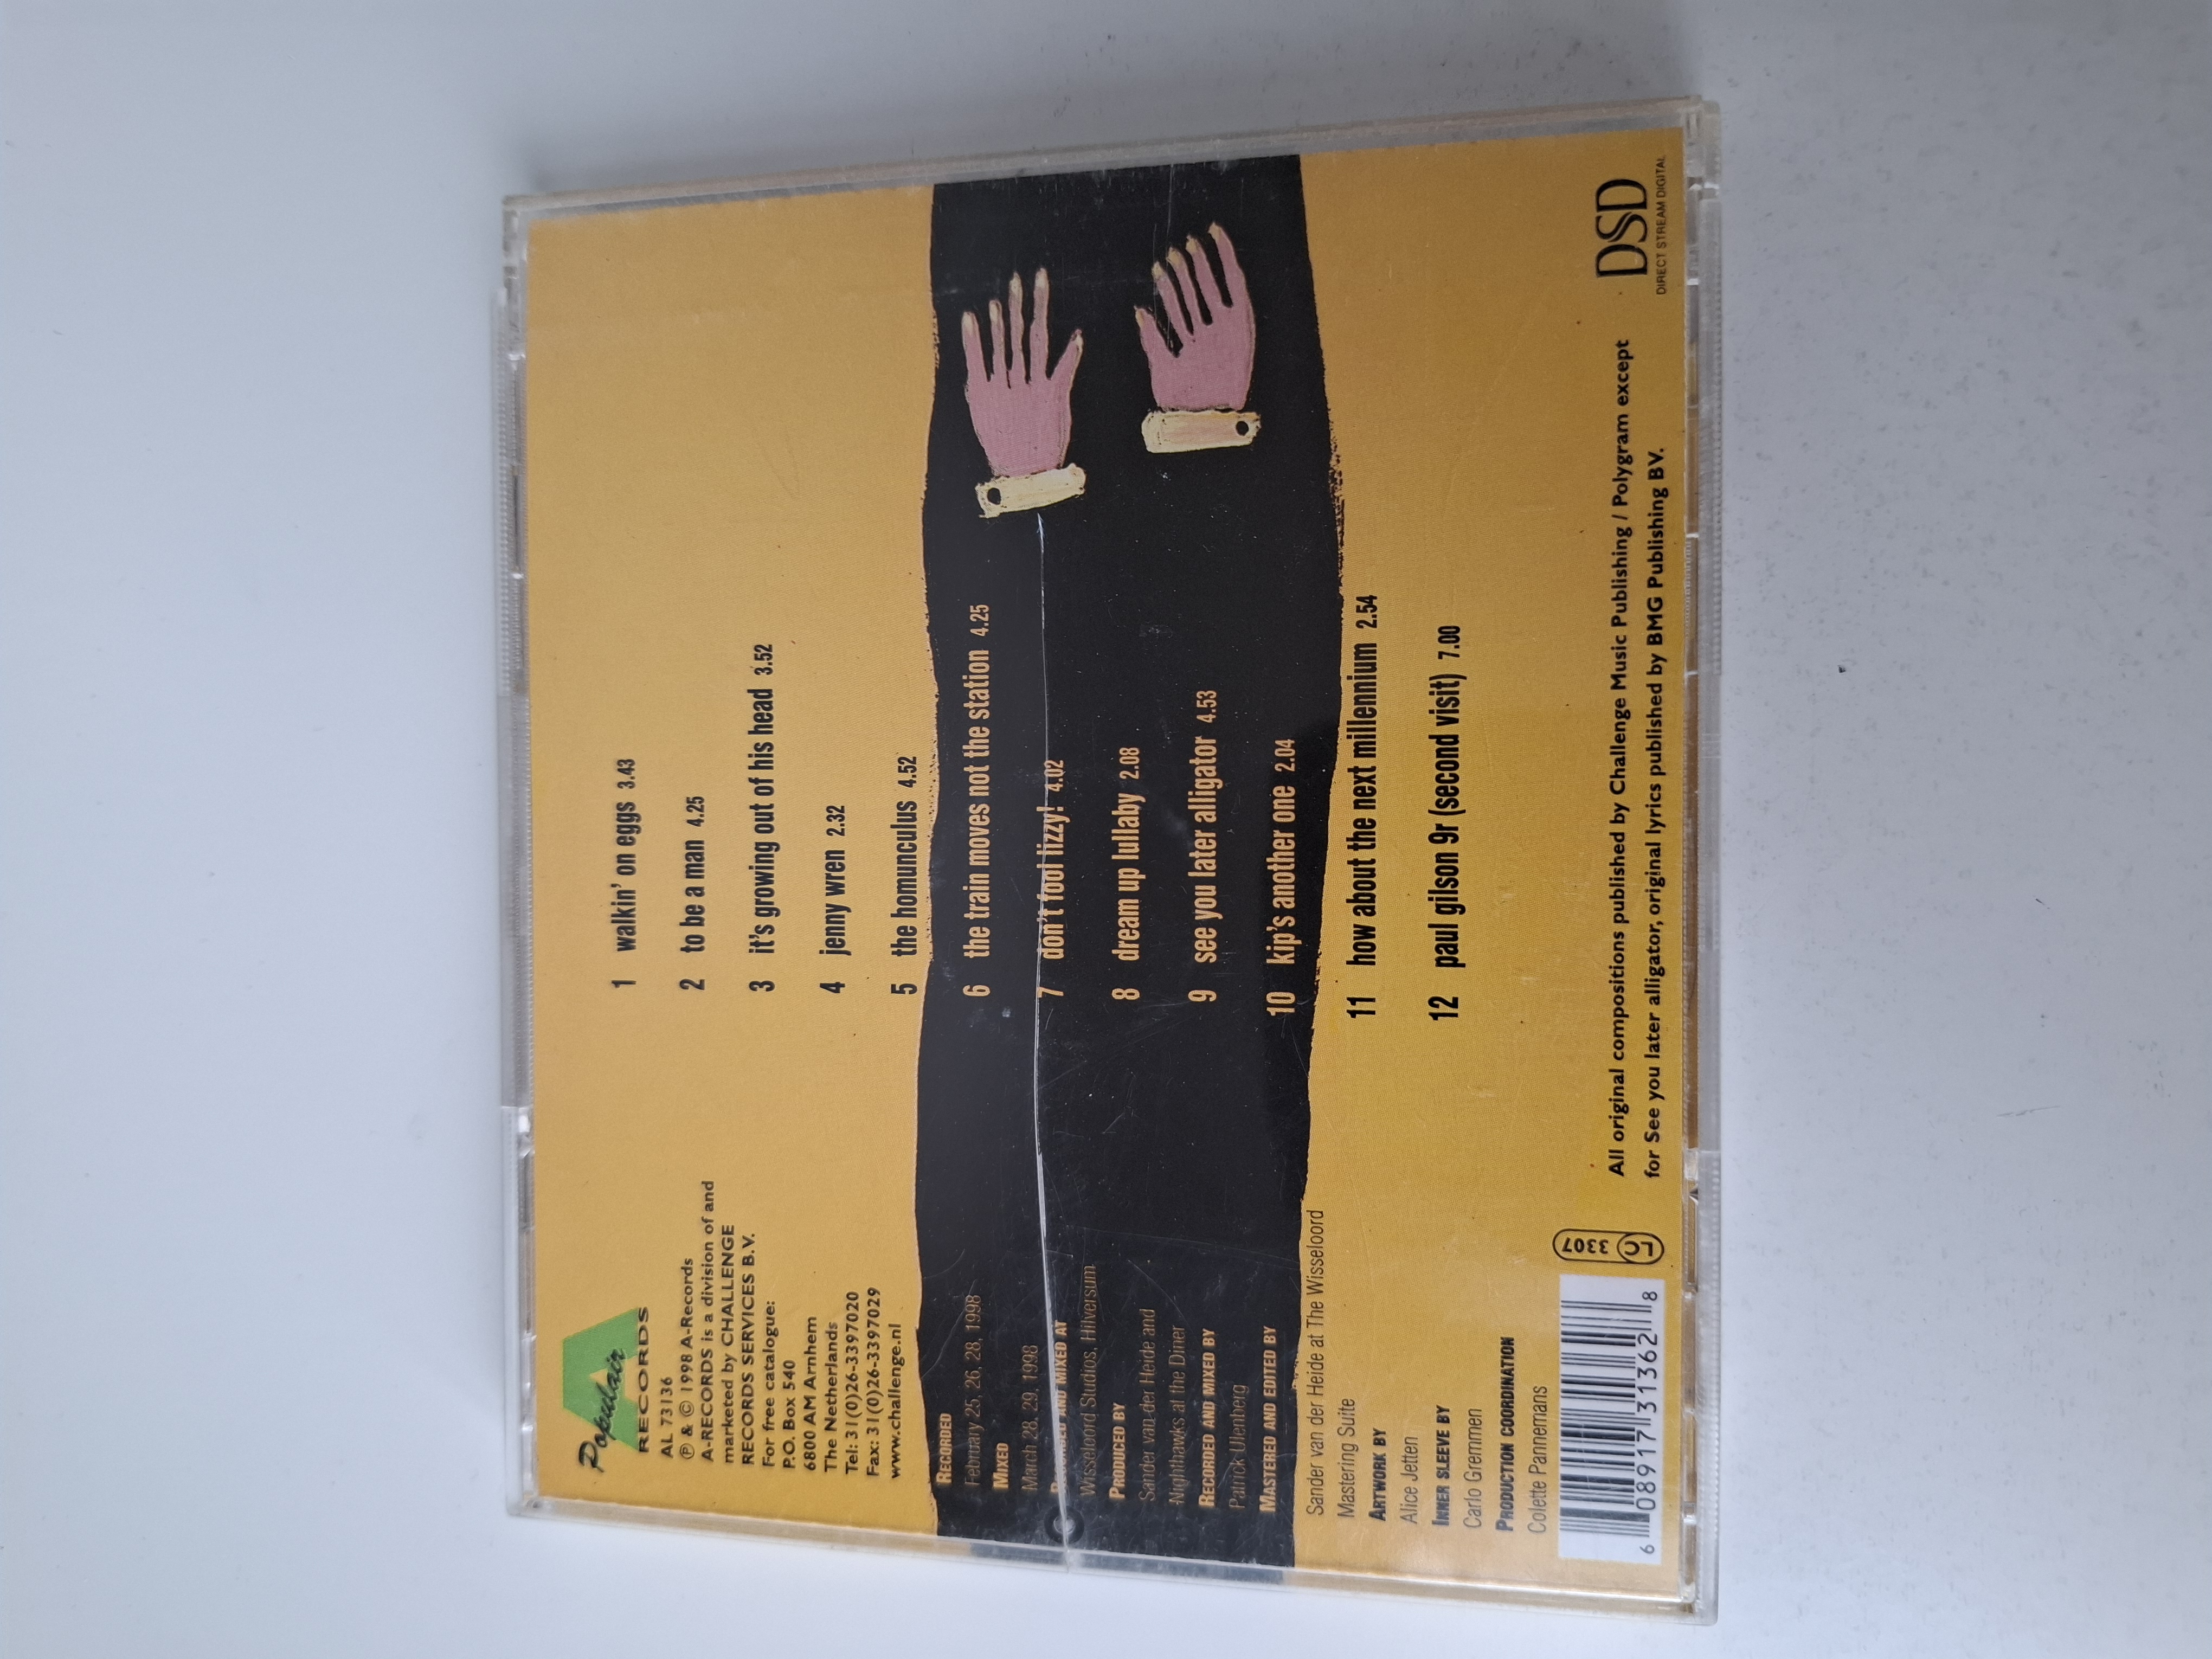 Populair
RECORDS
AL 73136
℗ & © 1998 A-Records
A-RECORDS is a division of and
marketed by CHALLENGE
RECORDS SERVICES B.V.
For free catalogue:
P.O. Box 540
6800 AM Arnhem
The Netherlands
Tel: 31(0)26-3397020
Fax: 31(0)26-3397029
www.challenge.nl
RECORDED
February 25, 26, 28, 1998
MIXED
March 28, 29, 1998
RECORDED AND MIXED AT
Wisseloord Studios, Hilversum
PRODUCED BY
Sander van der Heide and
Nighthawks at the Diner
RECORDED AND MIXED BY
Patrick Ulenberg
MASTERED AND EDITED BY
Sander van der Heide at The Wisseloord
Mastering Suite
ARTWORK BY
Alice Jetten
INNER SLEEVE BY
Carlo Gremmen
PRODUCTION COORDINATION
Colette Pannemans
1 walkin' on eggs 3.43
2 to be a man 4.25
3 it's growing out of his head 3.52
4 jenny wren 2.32
5 the homunculus 4.52
6 the train moves not the station 4.25
7 don't fool lizzy! 4.02
8 dream up lullaby 2.08
9 see you later alligator 4.53
10 kip's another one 2.04
11 how about the next millennium 2.54
12 paul gilson 9r (second visit) 7.00
6 08917 31362 8
LC 3307
All original compositions published by Challenge Music Publishing / Polygram except
for See you later alligator, original lyrics published by BMG Publishing BV.
DSD
DIRECT STREAM DIGITAL